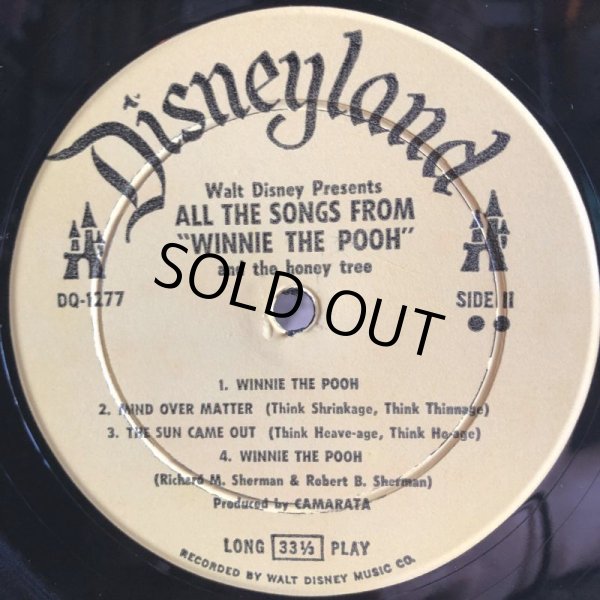 Disneyland
Walt Disney Presents
ALL THE SONGS FROM
"WINNIE THE POOH"
and the honey tree
SOLD OUT
DQ-1277
SIDE II
1. WINNIE THE POOH
2. MIND OVER MATTER (Think Shrinkage, Think Thinnage)
3. THE SUN CAME OUT (Think Heave-age, Think Ho-age)
4. WINNIE THE POOH
(Richard M. Sherman & Robert B. Sherman)
Produced by CAMARATA
LONG 33⅓ PLAY
RECORDED BY WALT DISNEY MUSIC CO.